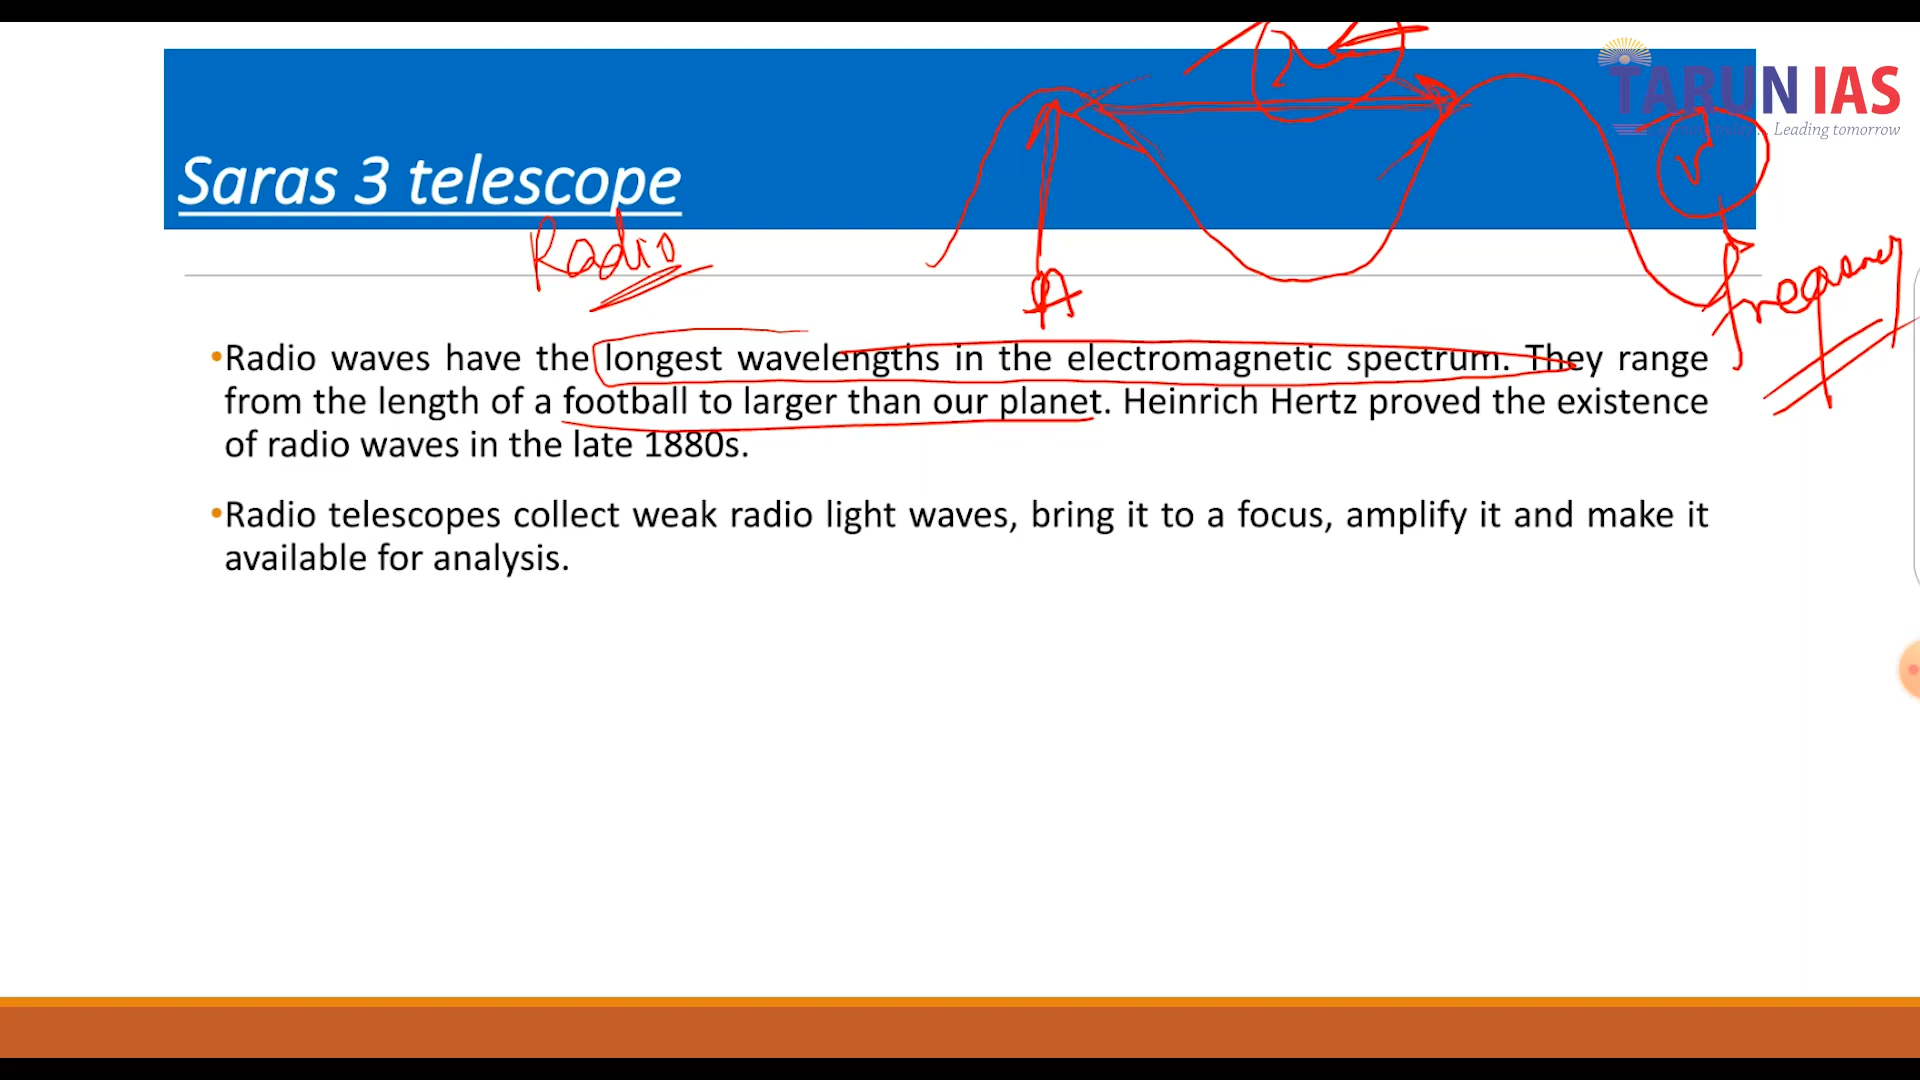 TARUN IAS
Leading tomorrow
Saras 3 telescope
Radio
A
frequency
•Radio waves have the longest wavelengths in the electromagnetic spectrum. They range
from the length of a football to larger than our planet. Heinrich Hertz proved the existence
of radio waves in the late 1880s.
•Radio telescopes collect weak radio light waves, bring it to a focus, amplify it and make it
available for analysis.